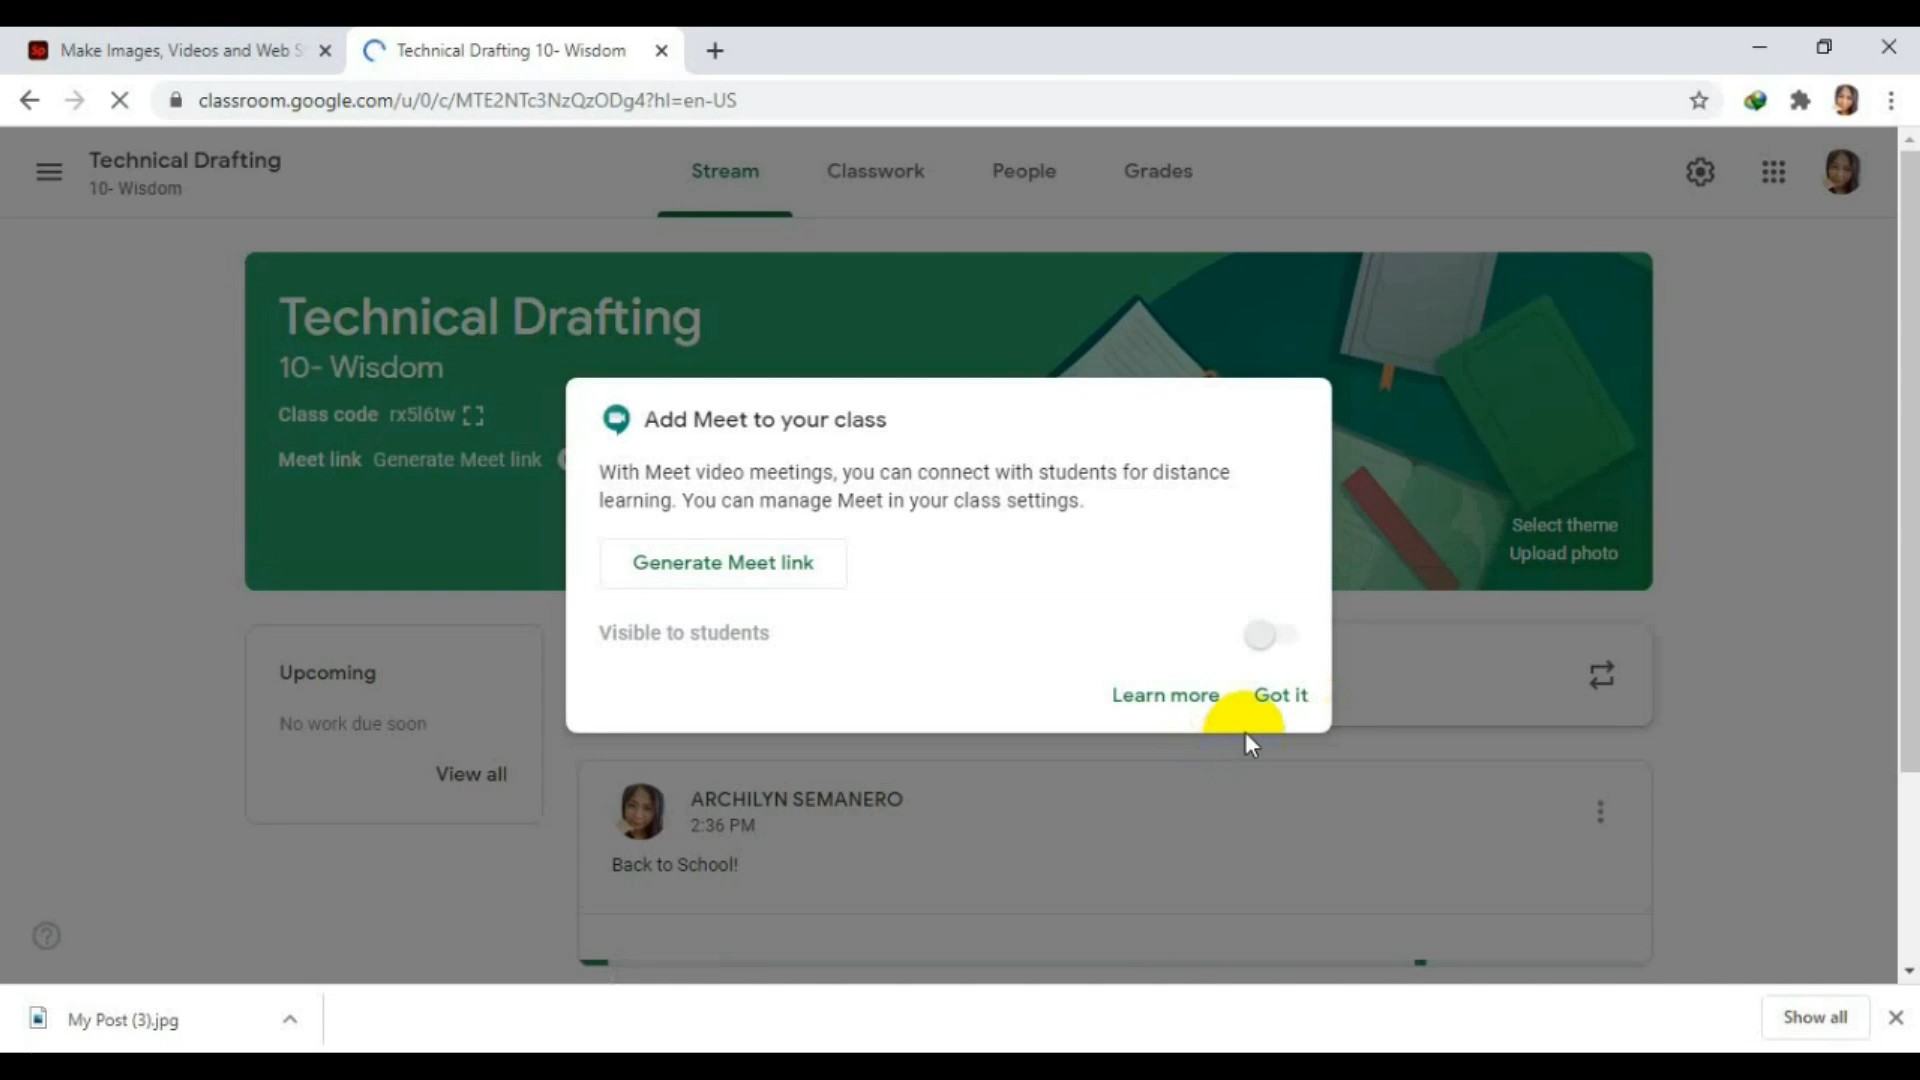 Make Images, Videos and Web S
Technical Drafting 10- Wisdom
classroom.google.com/u/0/c/MTE2NTc3NzQzODg4?hl=en-US
Technical Drafting
10- Wisdom
Stream
Classwork
People
Grades
Technical Drafting
10- Wisdom
Class code rx5l6tw
Meet link Generate Meet link
Select theme
Upload photo
Add Meet to your class
With Meet video meetings, you can connect with students for distance
learning. You can manage Meet in your class settings.
Generate Meet link
Visible to students
Learn more
Got it
Upcoming
No work due soon
View all
ARCHILYN SEMANERO
2:36 PM
Back to School!
My Post (3).jpg
Show all